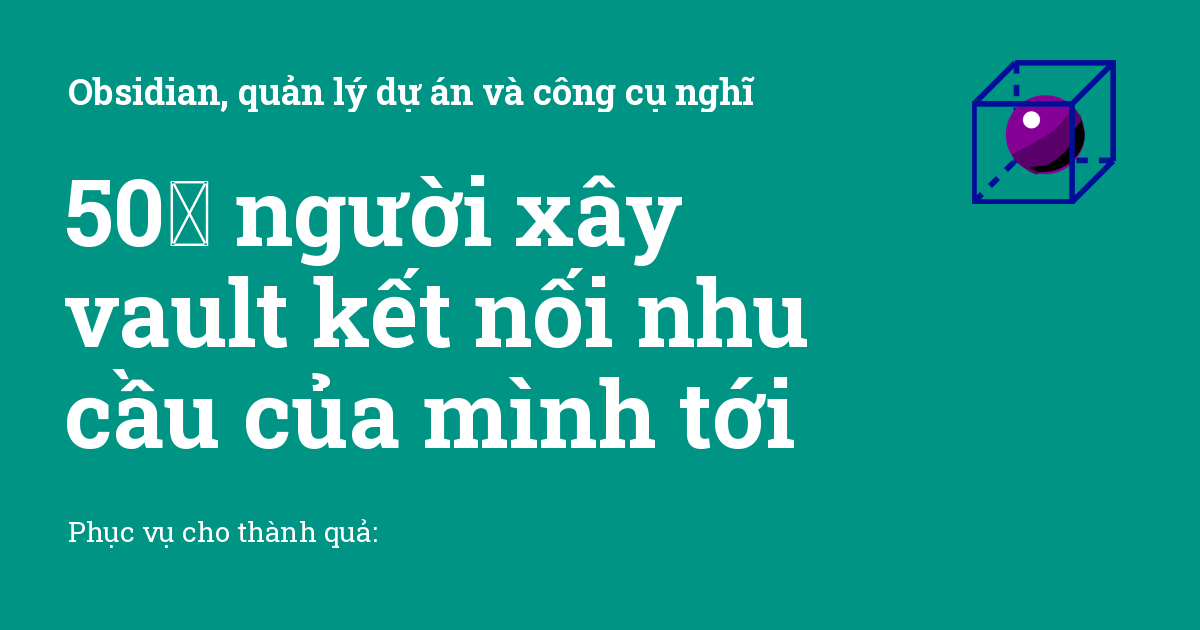 Obsidian, quản lý dự án và công cụ nghĩ
50 người xây
vault kết nối nhu
cầu của mình tới
Phục vụ cho thành quả: